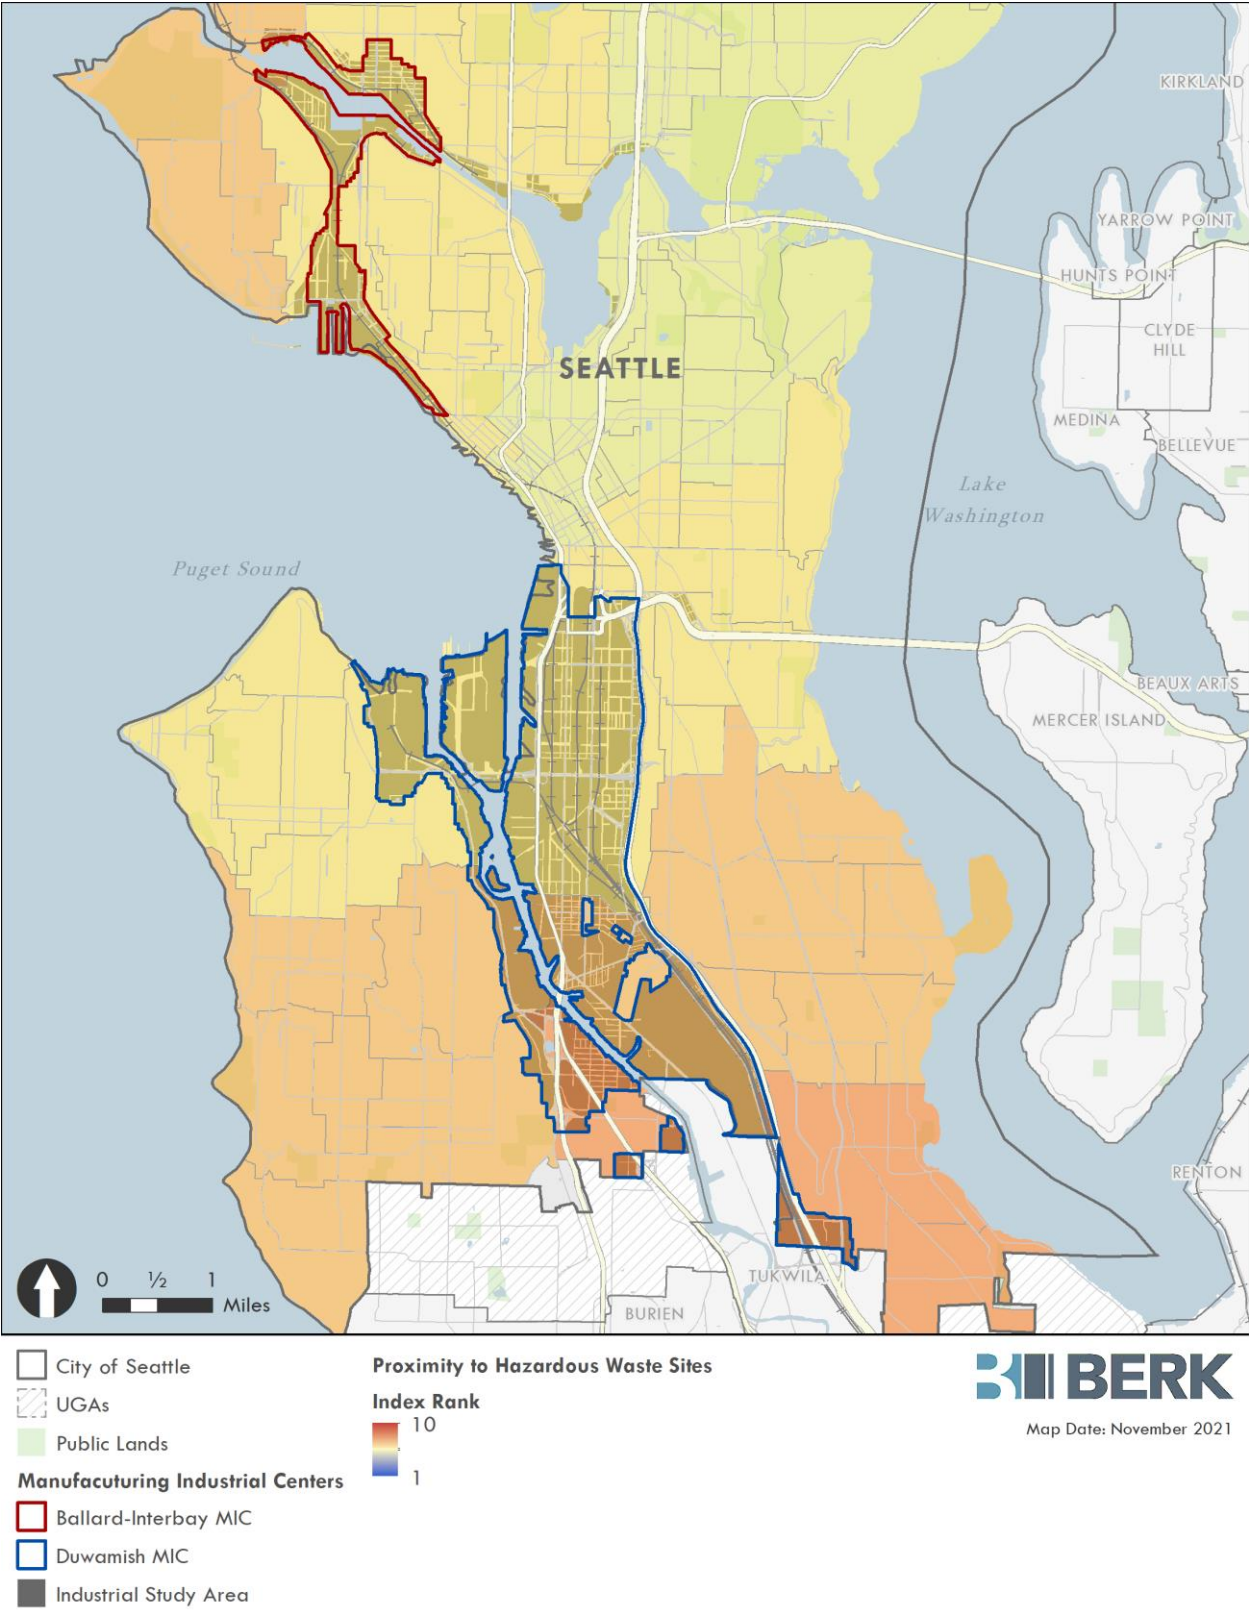 KIRKLAND
YARROW POINT
HUNTS POINT
CLYDE
HILL
SEATTLE
MEDINA
BELLEVUE
Lake
Washington
Puget Sound
BEAUX ARTS
MERCER ISLAND
RENTON
TUKWILA
BURIEN
0 ½ 1
Miles
City of Seattle
UGAs
Public Lands
Manufacuturing Industrial Centers
Ballard-Interbay MIC
Duwamish MIC
Industrial Study Area
Proximity to Hazardous Waste Sites
Index Rank
10
1
BERK
Map Date: November 2021